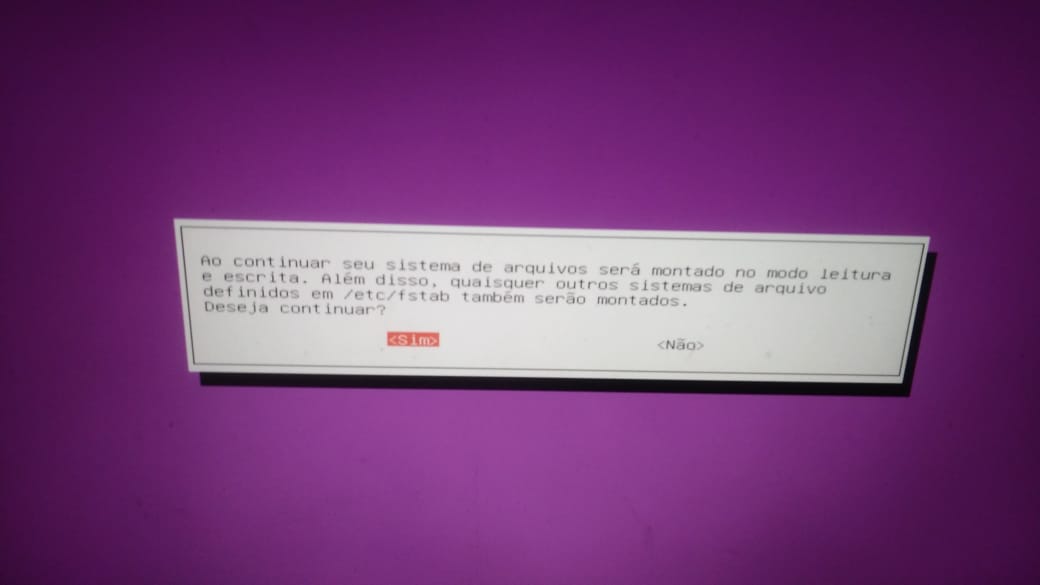 Ao continuar seu sistema de arquivos será montado no modo leitura
e escrita. Além disso, quaisquer outros sistemas de arquivo
definidos em /etc/fstab também serão montados.
Deseja continuar?
<Sim> <Não>